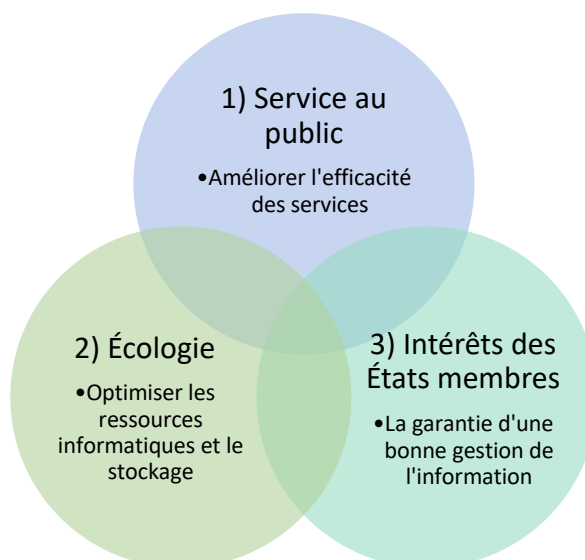 1) Service au
public
•Améliorer l'efficacité
des services
2) Écologie
•Optimiser les
ressources
informatiques et le
stockage
3) Intérêts des
États membres
•La garantie d'une
bonne gestion de
l'information